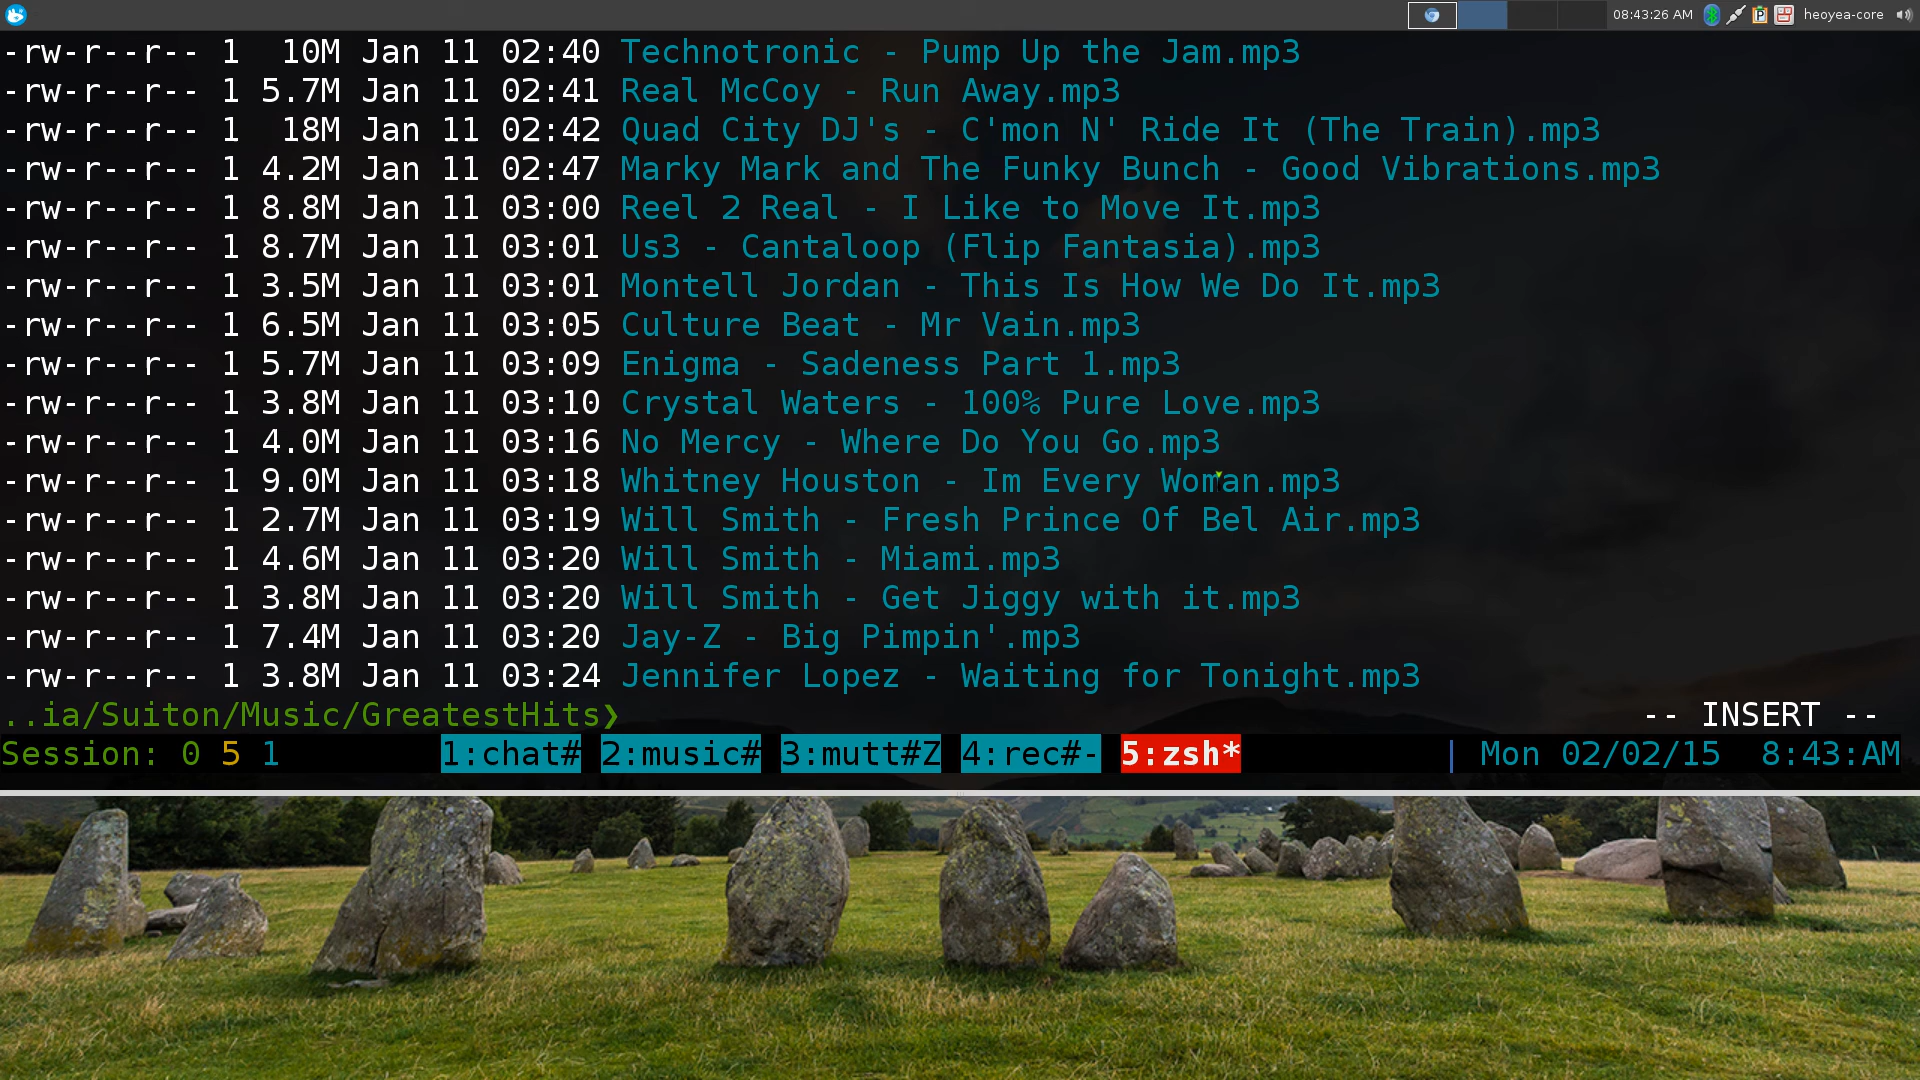 08:43:26 AM heoyea-core
-rw-r--r-- 1  10M Jan 11 02:40 Technotronic - Pump Up the Jam.mp3
-rw-r--r-- 1 5.7M Jan 11 02:41 Real McCoy - Run Away.mp3
-rw-r--r-- 1  18M Jan 11 02:42 Quad City DJ's - C'mon N' Ride It (The Train).mp3
-rw-r--r-- 1 4.2M Jan 11 02:47 Marky Mark and The Funky Bunch - Good Vibrations.mp3
-rw-r--r-- 1 8.8M Jan 11 03:00 Reel 2 Real - I Like to Move It.mp3
-rw-r--r-- 1 8.7M Jan 11 03:01 Us3 - Cantaloop (Flip Fantasia).mp3
-rw-r--r-- 1 3.5M Jan 11 03:01 Montell Jordan - This Is How We Do It.mp3
-rw-r--r-- 1 6.5M Jan 11 03:05 Culture Beat - Mr Vain.mp3
-rw-r--r-- 1 5.7M Jan 11 03:09 Enigma - Sadeness Part 1.mp3
-rw-r--r-- 1 3.8M Jan 11 03:10 Crystal Waters - 100% Pure Love.mp3
-rw-r--r-- 1 4.0M Jan 11 03:16 No Mercy - Where Do You Go.mp3
-rw-r--r-- 1 9.0M Jan 11 03:18 Whitney Houston - Im Every Woman.mp3
-rw-r--r-- 1 2.7M Jan 11 03:19 Will Smith - Fresh Prince Of Bel Air.mp3
-rw-r--r-- 1 4.6M Jan 11 03:20 Will Smith - Miami.mp3
-rw-r--r-- 1 3.8M Jan 11 03:20 Will Smith - Get Jiggy with it.mp3
-rw-r--r-- 1 7.4M Jan 11 03:20 Jay-Z - Big Pimpin'.mp3
-rw-r--r-- 1 3.8M Jan 11 03:24 Jennifer Lopez - Waiting for Tonight.mp3
..ia/Suiton/Music/GreatestHits❯ -- INSERT --
Session: 0 5 1 1:chat# 2:music# 3:mutt#Z 4:rec#- 5:zsh* | Mon 02/02/15  8:43:AM